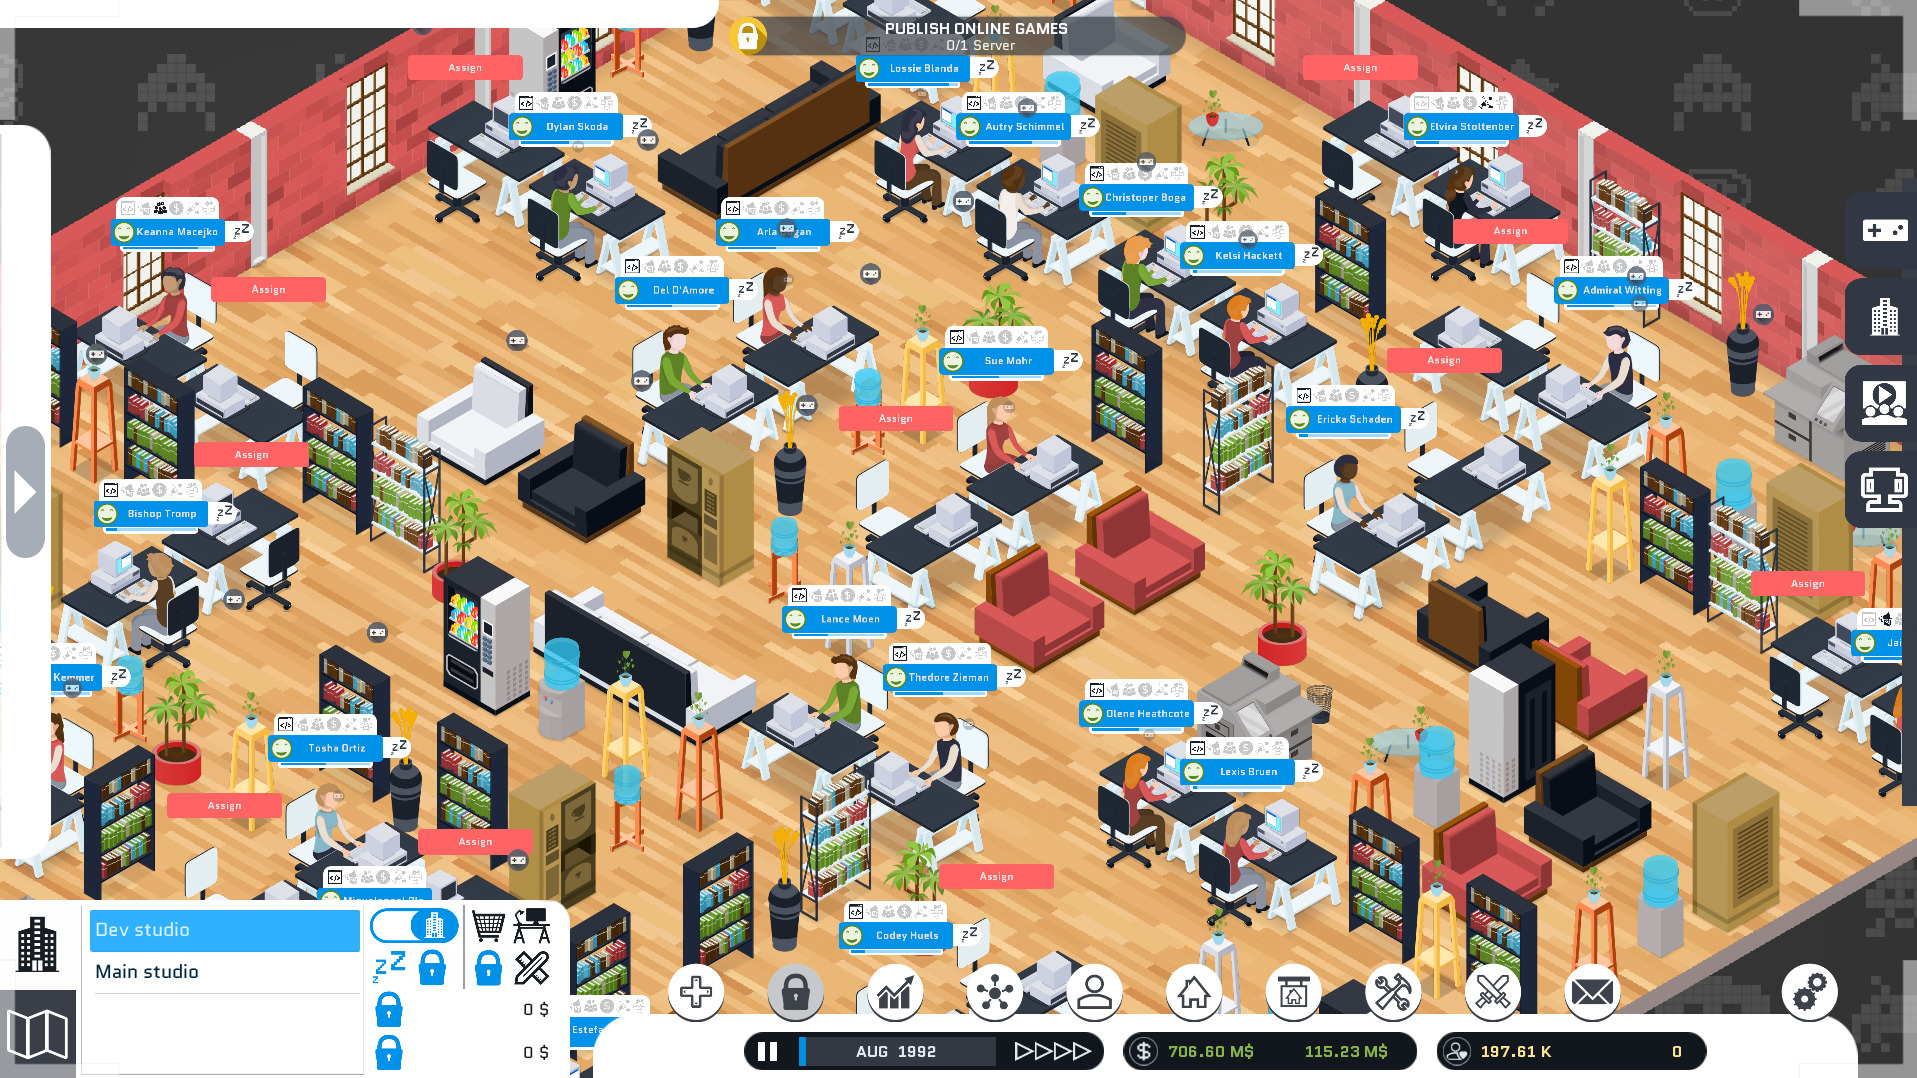 PUBLISH ONLINE GAMES
0/1 Server
Assign
Lossie Blanda
Assign
Dylan Skoda
Autry Schimmel
Elvira Stoltenber
Christoper Boga
Keanna Macejko
Assign
Kelsi Hackett
Del D'Amore
Assign
Admiral Witting
Sue Mohr
Assign
Assign
Ericka Schaden
Assign
Bishop Tromp
Assign
Lance Moen
Jai
Kemmer
Thedore Zieman
Olene Heathcote
Tosha Ortiz
Lexis Bruen
Assign
Assign
Assign
Codey Huels
Dev studio
Main studio
0 $
0 $
Estefa
AUG 1992
706.60 M$
115.23 M$
197.61 K
0